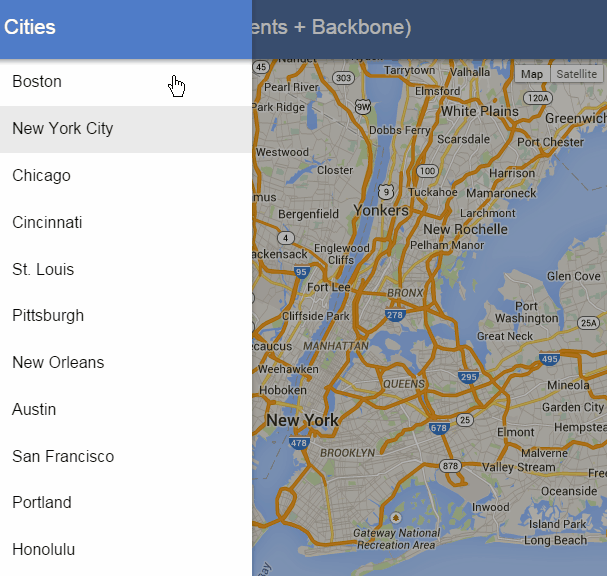 Cities
ents + Backbone)
Boston
New York City
Chicago
Cincinnati
St. Louis
Pittsburgh
New Orleans
Austin
San Francisco
Portland
Honolulu
Map
Satellite
45
Tarrytown
Valhalla
Pearl River
303
Elmsford
Park Ridge
9W
120A
White Plains
Greenwich
Dobbs Ferry
Scarsdale
Port Chester
Westwood
Closter
100
Harrison
mus
9
Tuckahoe
Mamaroneck
Bergenfield
Yonkers
Larchmont
New Rochelle
4
Englewood
Cliffs
Pelham Manor
ackensack
95
Glen Cove
Fort Lee
BRONX
Port
Washington
Cliffside Park
278
25A
Great Neck
MANHATTAN
ecaucus
495
Weehawken
295
Mineola
Hoboken
QUEENS
Garden City
New York
25
678
Elmont
Hempstea
478
BROOKLYN
Malverne
878
Valley Stream
Free
Oceanside
Inwood
Gateway National
Recreation Area
Island Park
Long Beach
bay